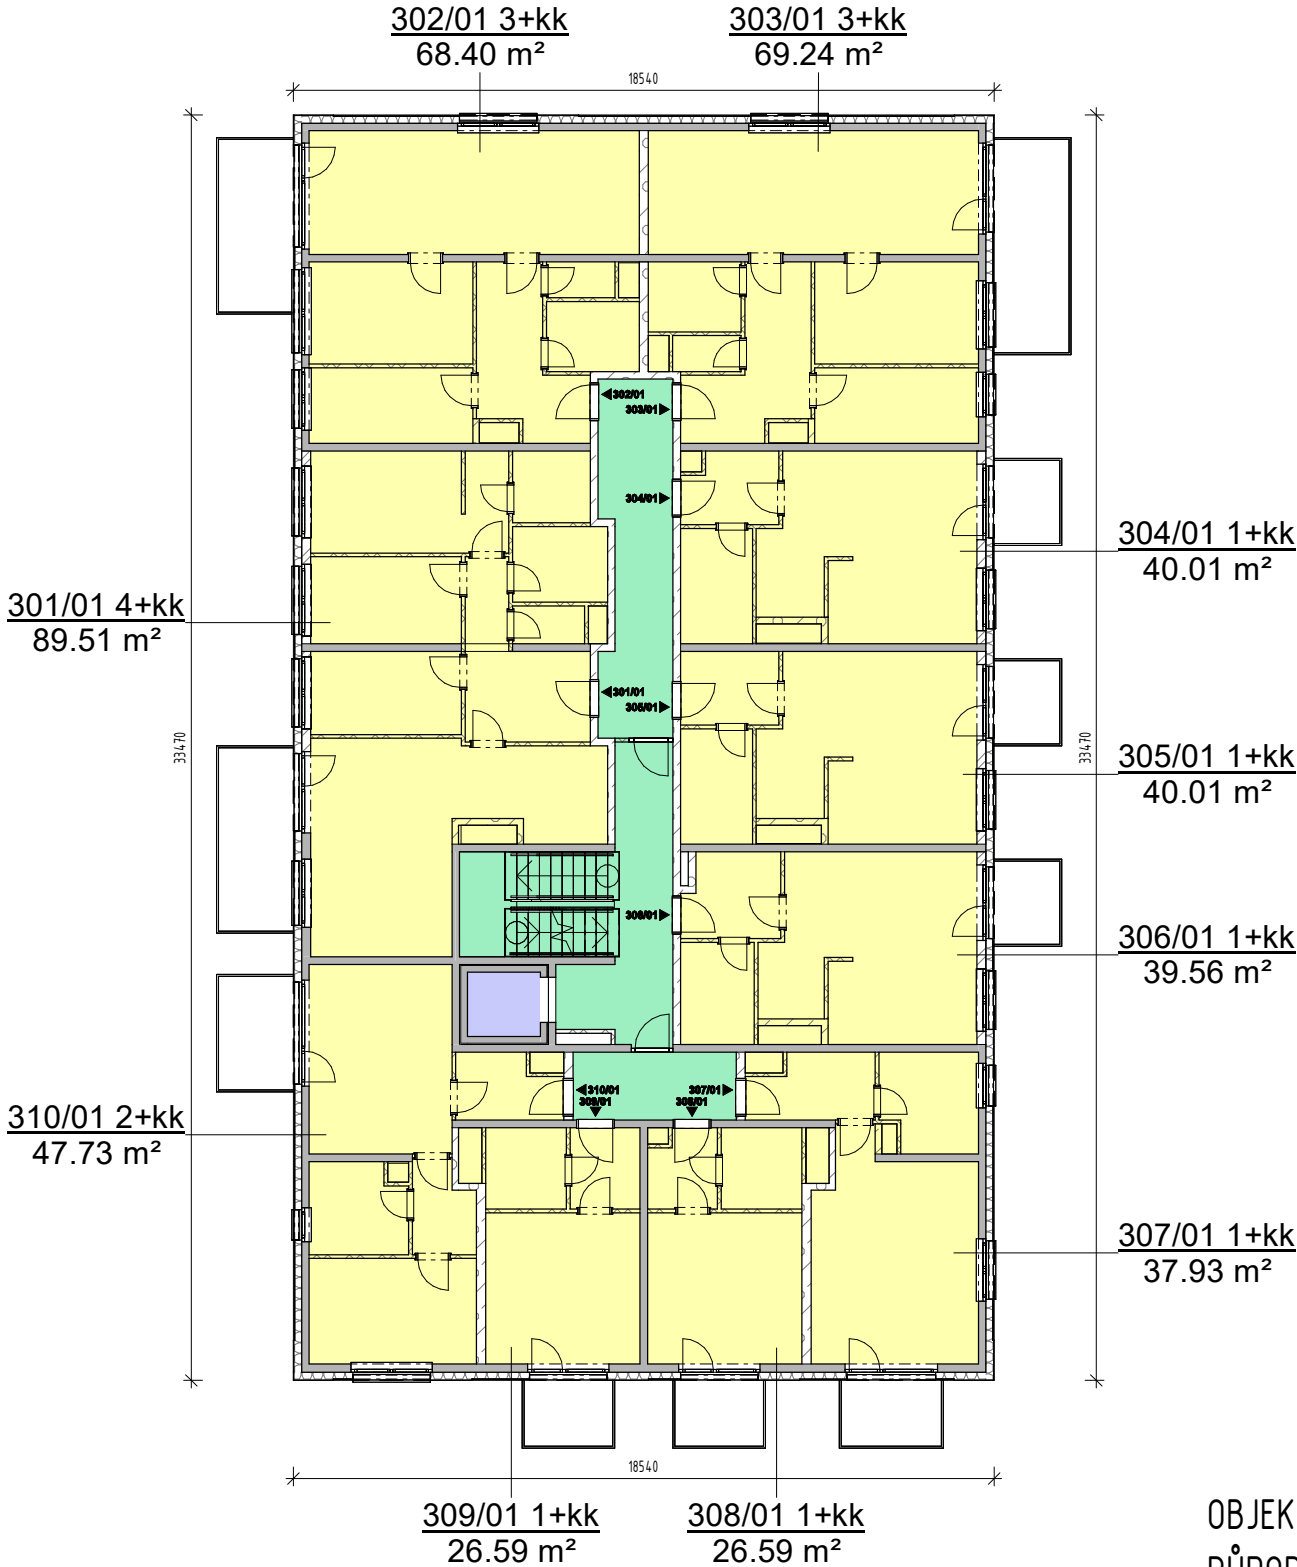 302/01 3+kk
68.40 m²
303/01 3+kk
69.24 m²
18540
302/01
303/01
304/01
304/01 1+kk
40.01 m²
301/01 4+kk
89.51 m²
301/01
305/01
33470
33470
305/01 1+kk
40.01 m²
306/01
306/01 1+kk
39.56 m²
310/01
309/01
307/01
308/01
310/01 2+kk
47.73 m²
307/01 1+kk
37.93 m²
18540
309/01 1+kk
26.59 m²
308/01 1+kk
26.59 m²
OBJEK